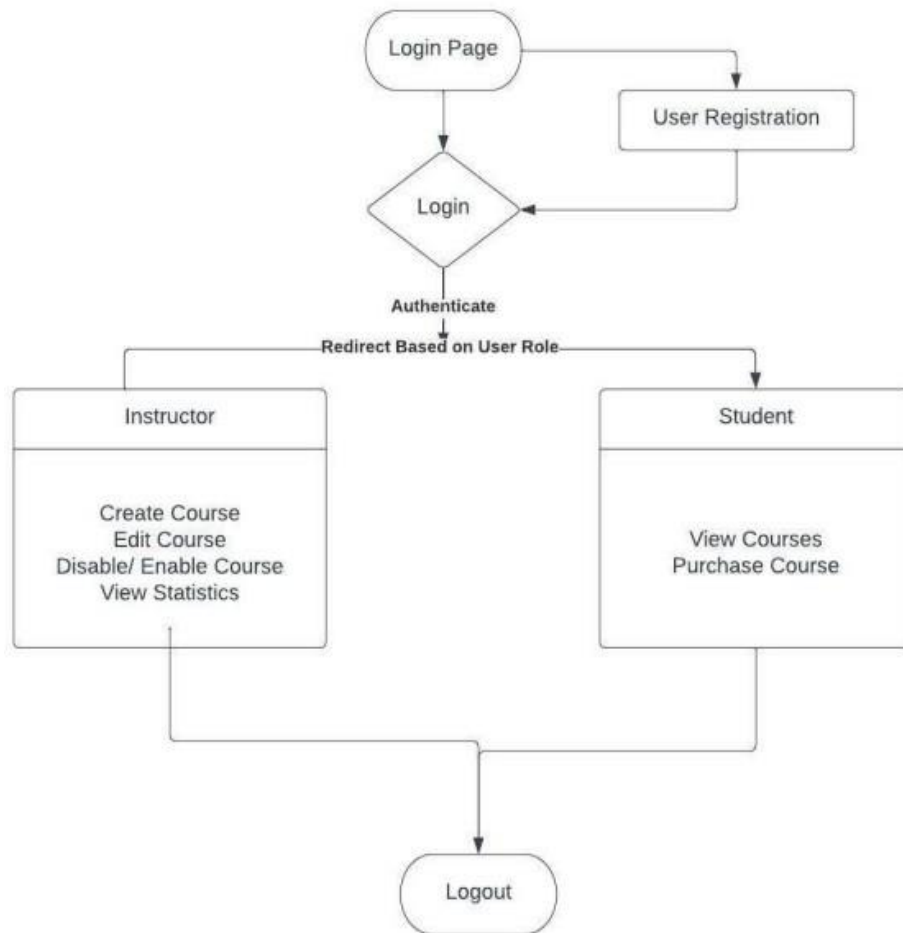 Login Page
User Registration
Login
Authenticate
Redirect Based on User Role
Instructor
Student
Create Course
Edit Course
Disable/ Enable Course
View Statistics
View Courses
Purchase Course
Logout